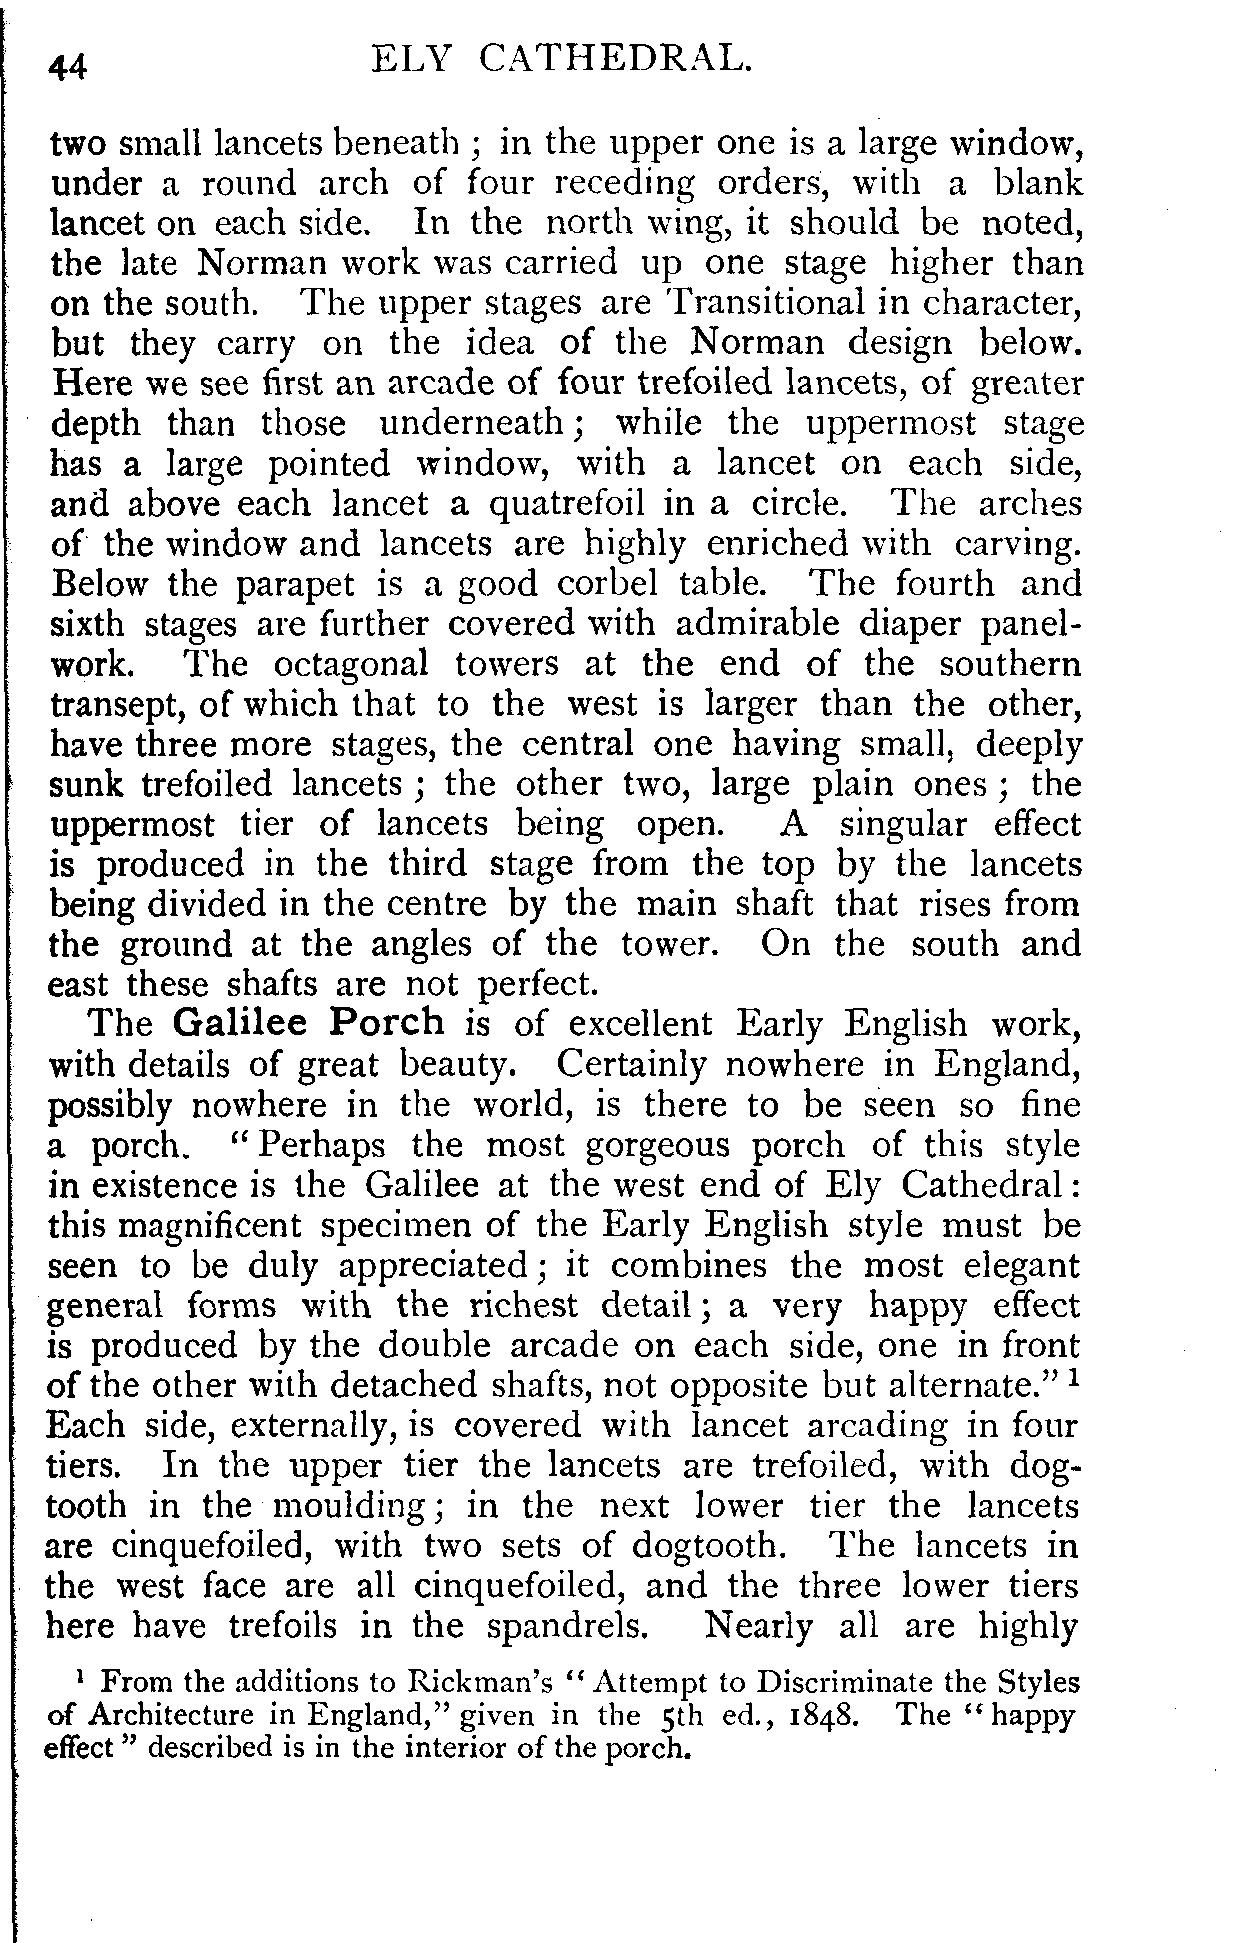 44 ELY CATHEDRAL.
two small lancets beneath ; in the upper one is a large window,
under a round arch of four receding orders, with a blank
lancet on each side. In the north wing, it should be noted,
the late Norman work was carried up one stage higher than
on the south. The upper stages are Transitional in character,
but they carry on the idea of the Norman design below.
Here we see first an arcade of four trefoiled lancets, of greater
depth than those underneath ; while the uppermost stage
has a large pointed window, with a lancet on each side,
and above each lancet a quatrefoil in a circle. The arches
of the window and lancets are highly enriched with carving.
Below the parapet is a good corbel table. The fourth and
sixth stages are further covered with admirable diaper panel-
work. The octagonal towers at the end of the southern
transept, of which that to the west is larger than the other,
have three more stages, the central one having small, deeply
sunk trefoiled lancets ; the other two, large plain ones ; the
uppermost tier of lancets being open. A singular effect
is produced in the third stage from the top by the lancets
being divided in the centre by the main shaft that rises from
the ground at the angles of the tower. On the south and
east these shafts are not perfect.
The Galilee Porch is of excellent Early English work,
with details of great beauty. Certainly nowhere in England,
possibly nowhere in the world, is there to be seen so fine
a porch. “ Perhaps the most gorgeous porch of this style
in existence is the Galilee at the west end of Ely Cathedral :
this magnificent specimen of the Early English style must be
seen to be duly appreciated ; it combines the most elegant
general forms with the richest detail ; a very happy effect
is produced by the double arcade on each side, one in front
of the other with detached shafts, not opposite but alternate.” ¹
Each side, externally, is covered with lancet arcading in four
tiers. In the upper tier the lancets are trefoiled, with dog-
tooth in the moulding ; in the next lower tier the lancets
are cinquefoiled, with two sets of dogtooth. The lancets in
the west face are all cinquefoiled, and the three lower tiers
here have trefoils in the spandrels. Nearly all are highly
¹ From the additions to Rickman's “ Attempt to Discriminate the Styles
of Architecture in England,” given in the 5th ed., 1848. The “ happy
effect ” described is in the interior of the porch.